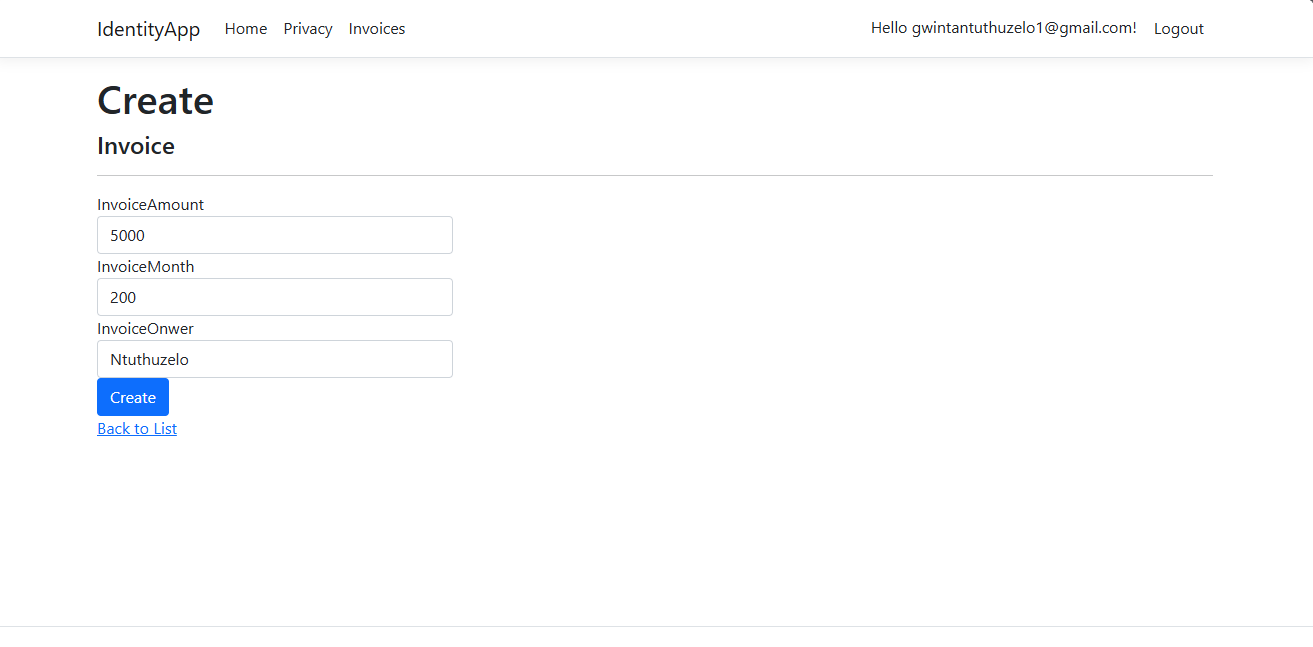 IdentityApp Home Privacy Invoices Hello gwintantuthuzelo1@gmail.com! Logout
Create
Invoice
InvoiceAmount
5000
InvoiceMonth
200
InvoiceOnwer
Ntuthuzelo
Create
Back to List